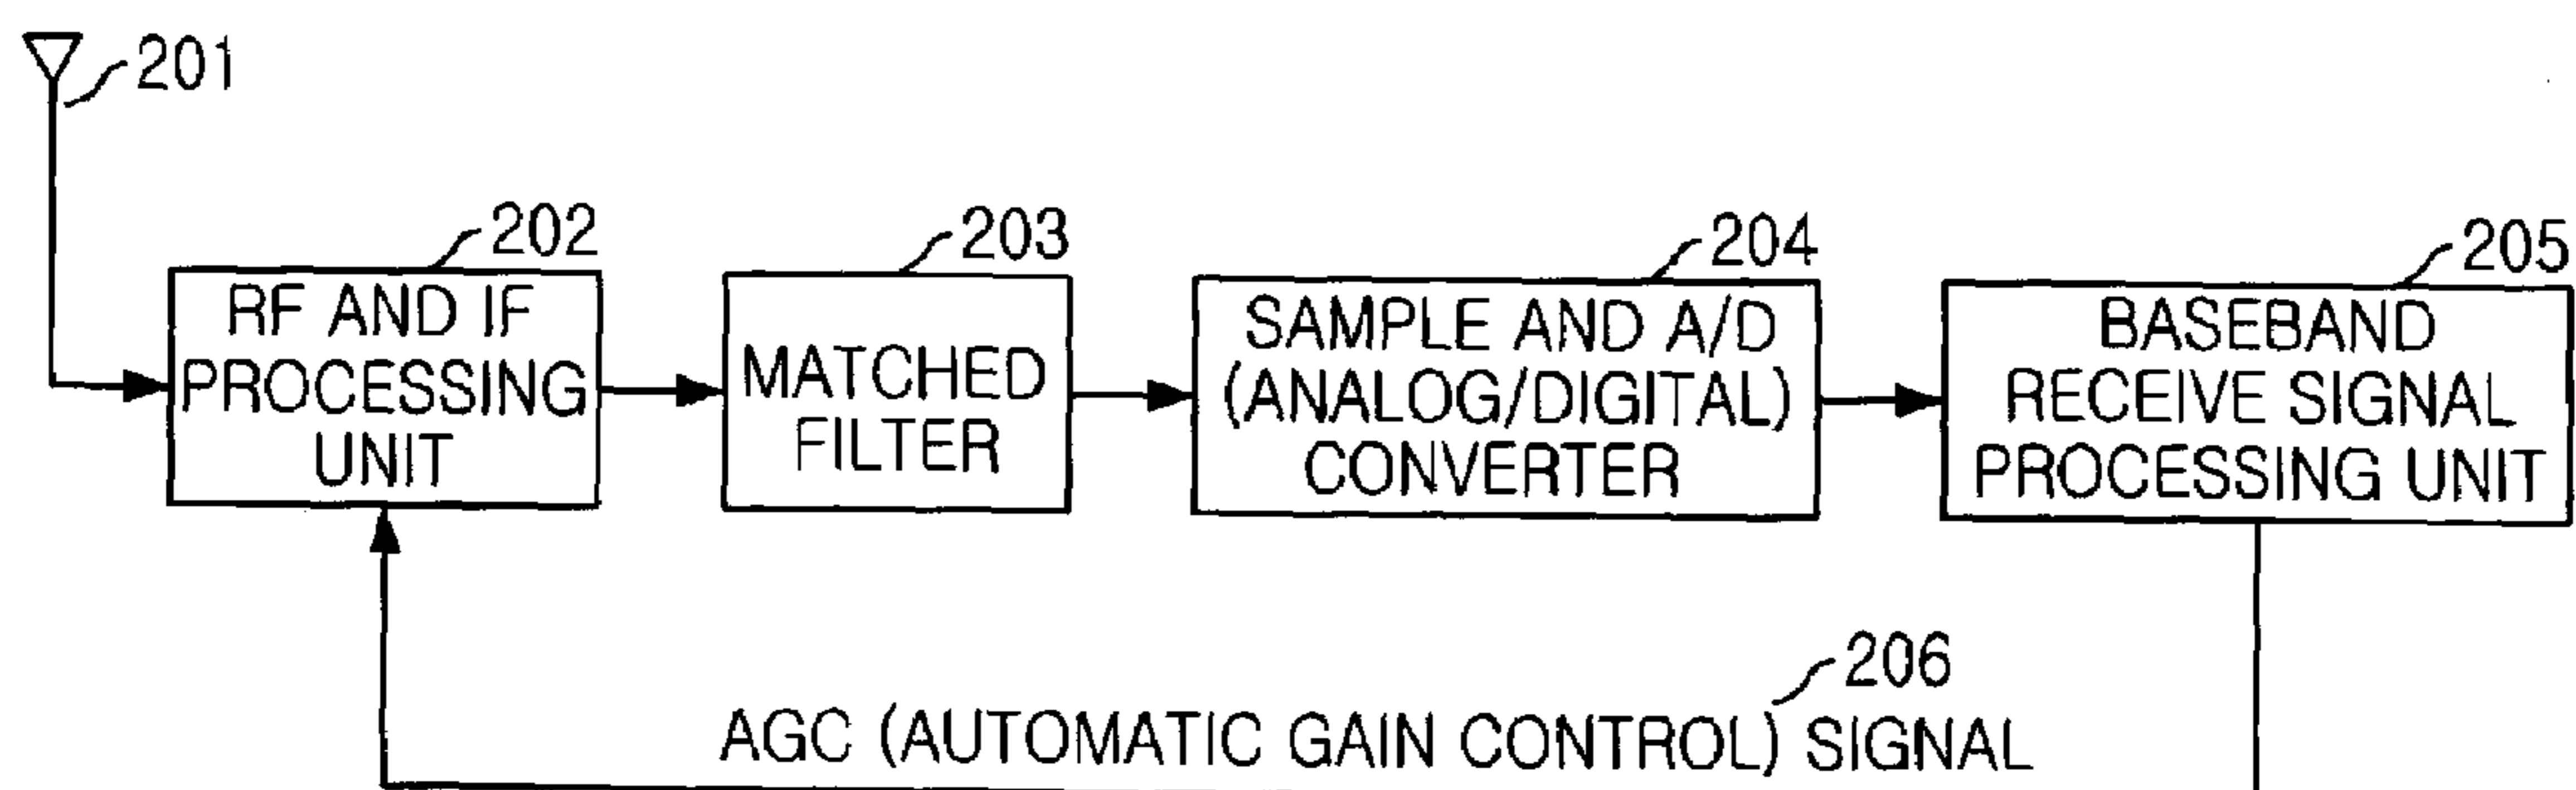 201
202
RF AND IF
PROCESSING
UNIT
203
MATCHED
FILTER
204
SAMPLE AND A/D
(ANALOG/DIGITAL)
CONVERTER
205
BASEBAND
RECEIVE SIGNAL
PROCESSING UNIT
206
AGC (AUTOMATIC GAIN CONTROL) SIGNAL